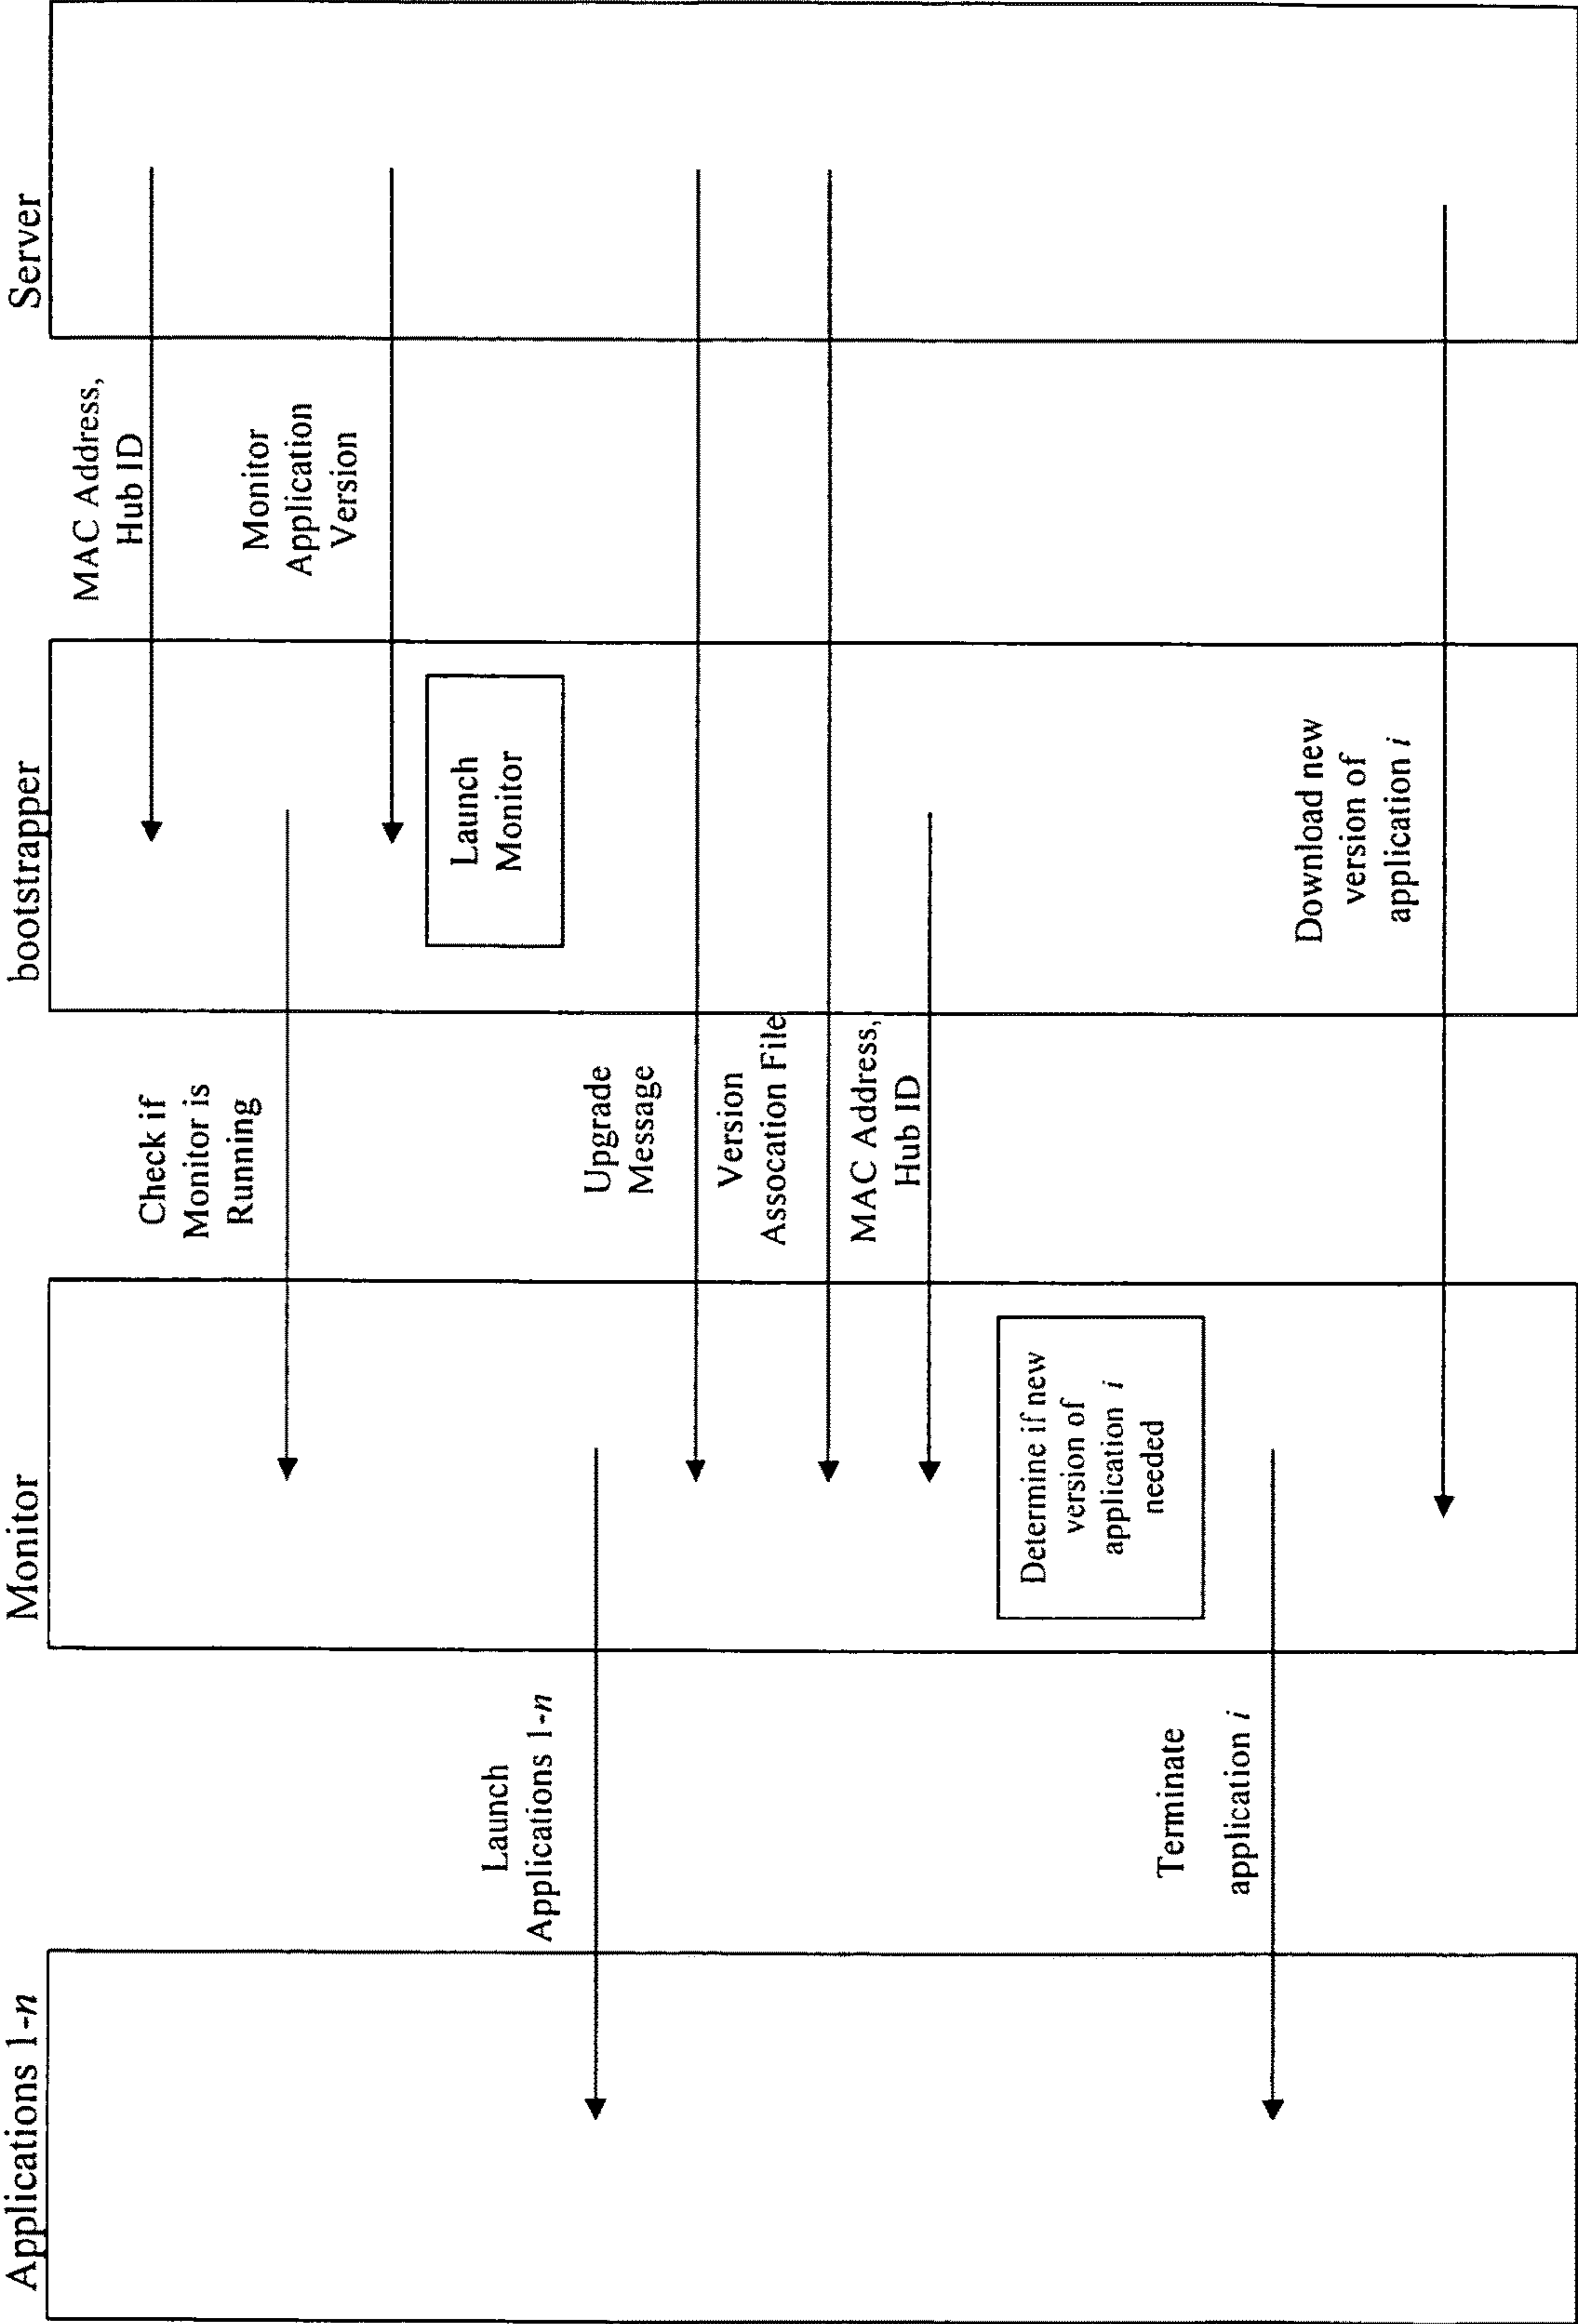 Applications 1-n
Monitor
bootstrapper
Server
MAC Address,
Hub ID
Check if
Monitor is
Running
Monitor
Application
Version
Launch
Monitor
Launch
Applications 1-n
Upgrade
Message
Version
Assocation File
MAC Address,
Hub ID
Determine if new
version of
application i
needed
Terminate
application i
Download new
version of
application i